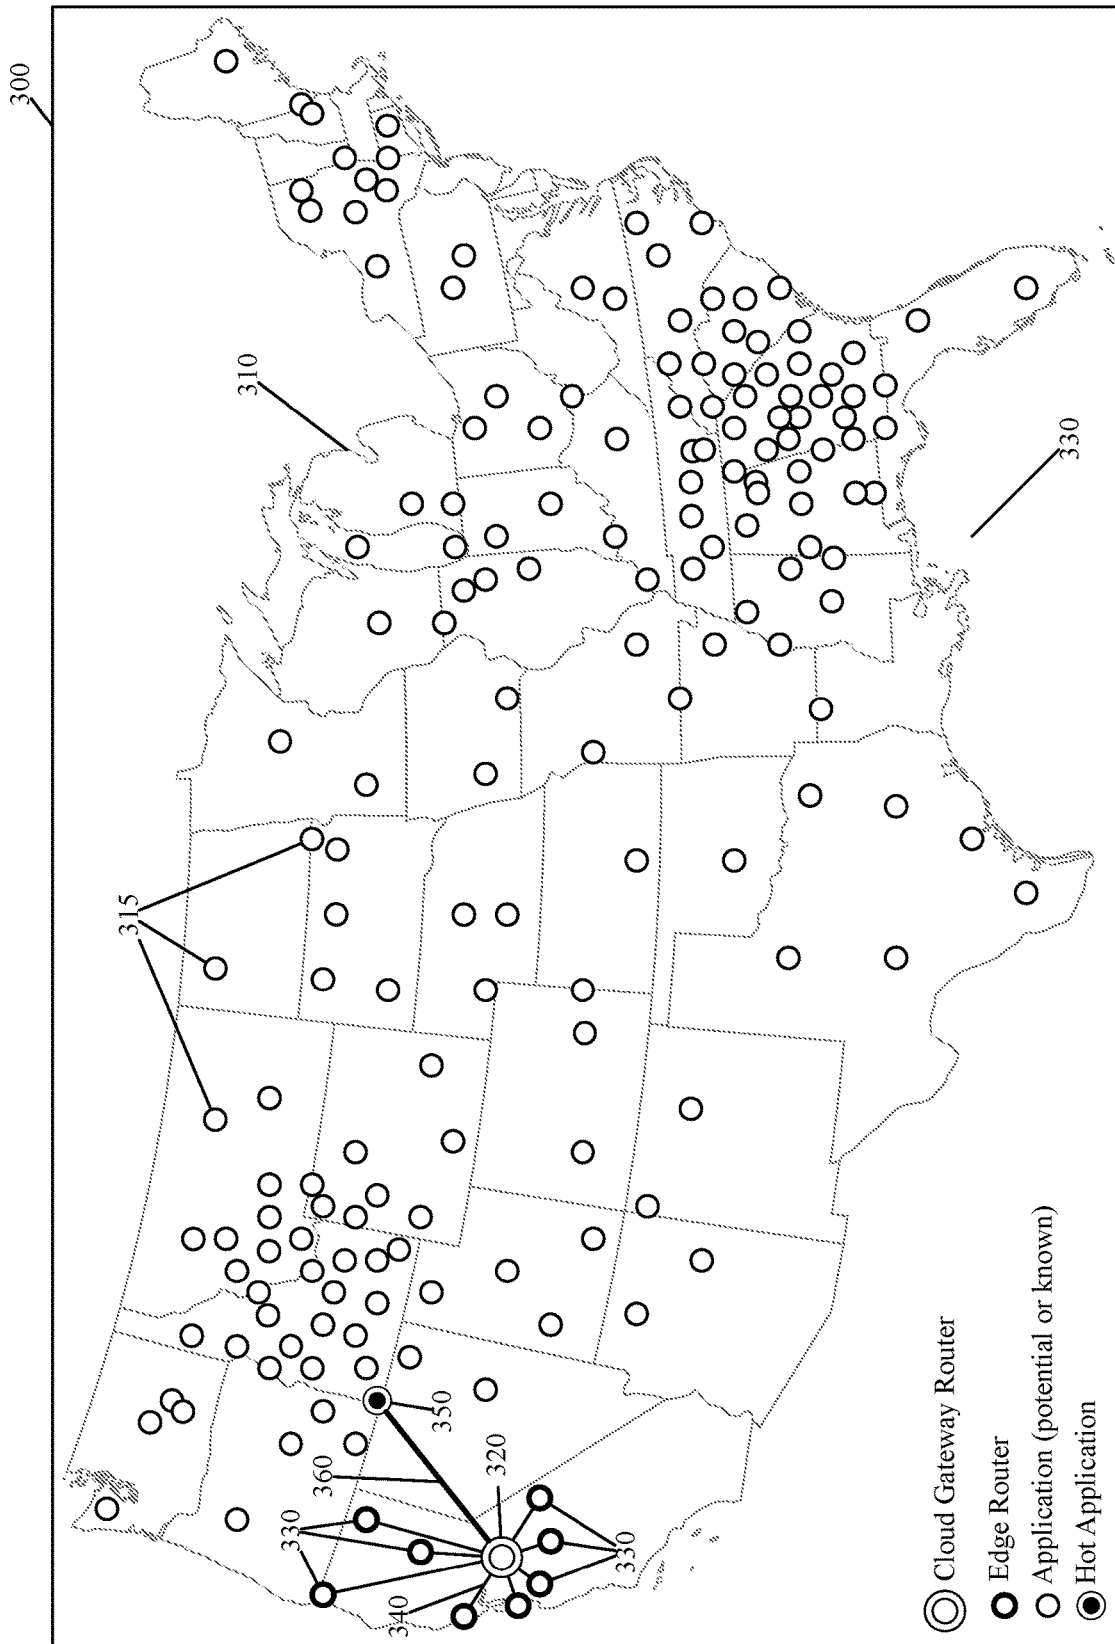 300
310
315
330
350
360
320
330
340
330
Cloud Gateway Router
Edge Router
Application (potential or known)
Hot Application